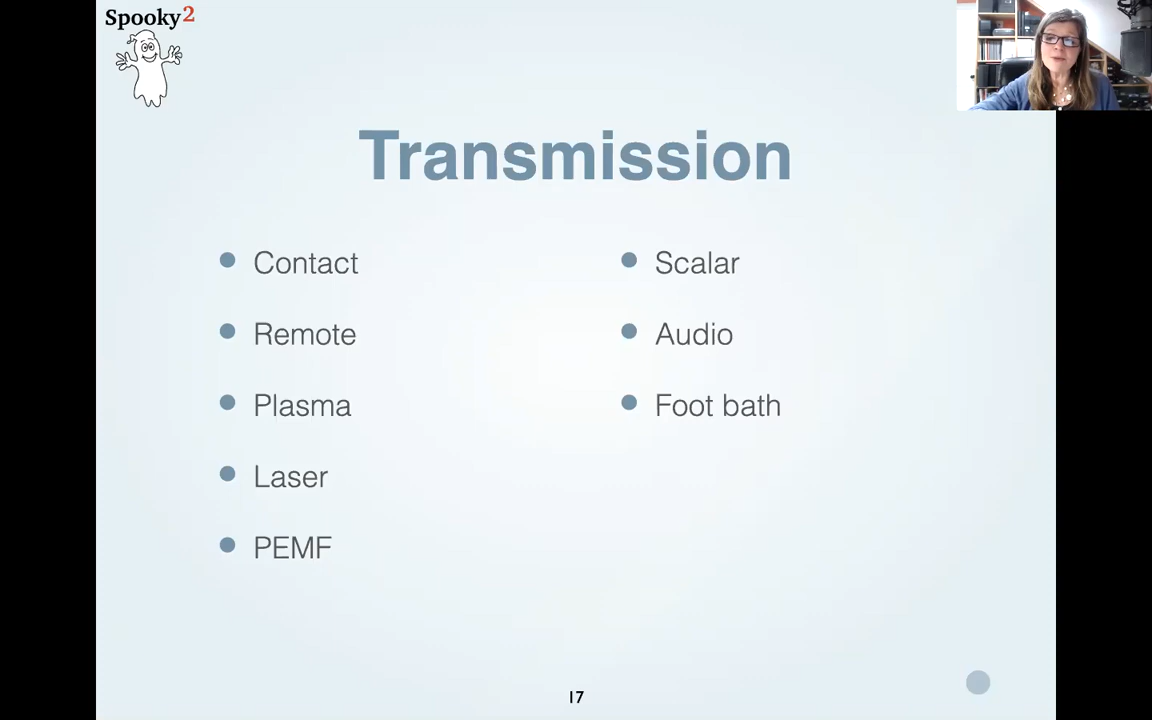 Spooky2
Transmission
Contact
Remote
Plasma
Laser
PEMF
Scalar
Audio
Foot bath
17